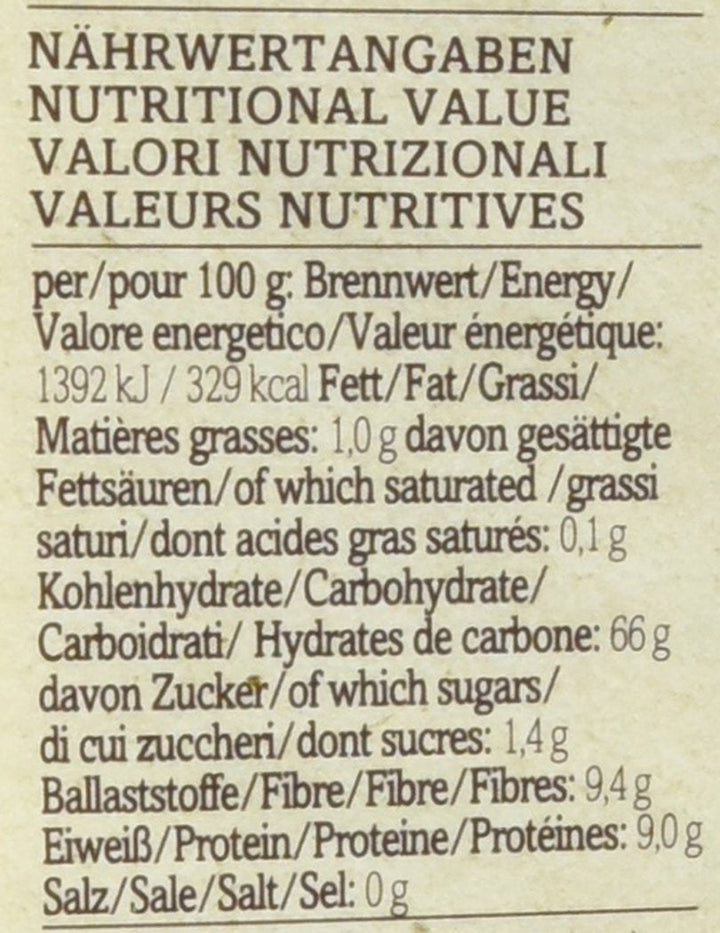 NÄHRWERTANGABEN
NUTRITIONAL VALUE
VALORI NUTRIZIONALI
VALEURS NUTRITIVES
per/pour 100 g: Brennwert/Energy/
Valore energetico/Valeur énergétique:
1392 kJ / 329 kcal Fett/Fat/Grassi/
Matières grasses: 1,0 g davon gesättigte
Fettsäuren/of which saturated /grassi
saturi/dont acides gras saturés: 0,1 g
Kohlenhydrate/Carbohydrate/
Carboidrati/ Hydrates de carbone: 66 g
davon Zucker/of which sugars/
di cui zuccheri/dont sucres: 1,4 g
Ballaststoffe/Fibre/Fibre/Fibres: 9,4 g
Eiweiß/Protein/Proteine/Protéines: 9,0 g
Salz/Sale/Salt/Sel: 0 g